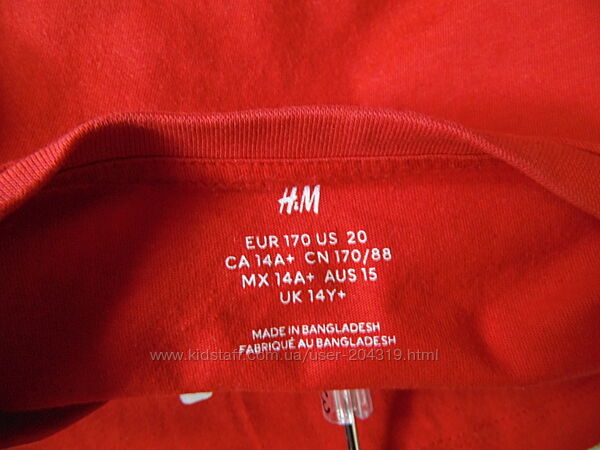 H&M
EUR 170 US 20
CA 14A+ CN 170/88
MX 14A+ AUS 15
UK 14Y+
MADE IN BANGLADESH
FABRIQUÉ AU BANGLADESH
www.kidstaff.com.ua/user-204319.html